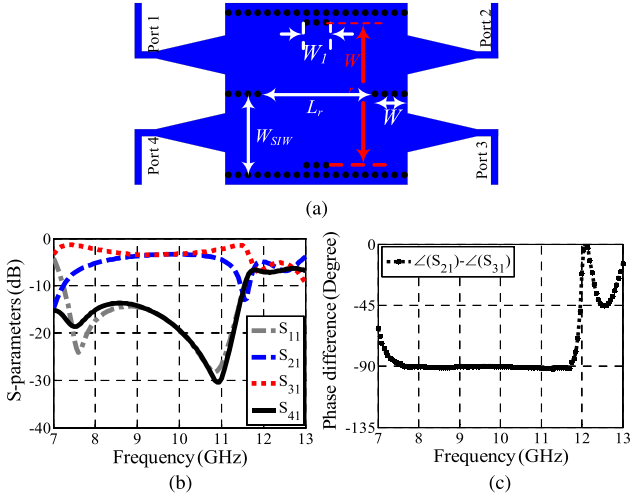 Port 1
Port 2
W1
W
r
Lr
W
WSIW
Port 4
Port 3
(a)
S-parameters (dB)
0
-10
-20
-30
-40
7 8 9 10 11 12 13
Frequency (GHz)
S11
S21
S31
S41
(b)
Phase difference (Degree)
0
-45
-90
-135
7 8 9 10 11 12 13
Frequency (GHz)
∠(S21)-∠(S31)
(c)